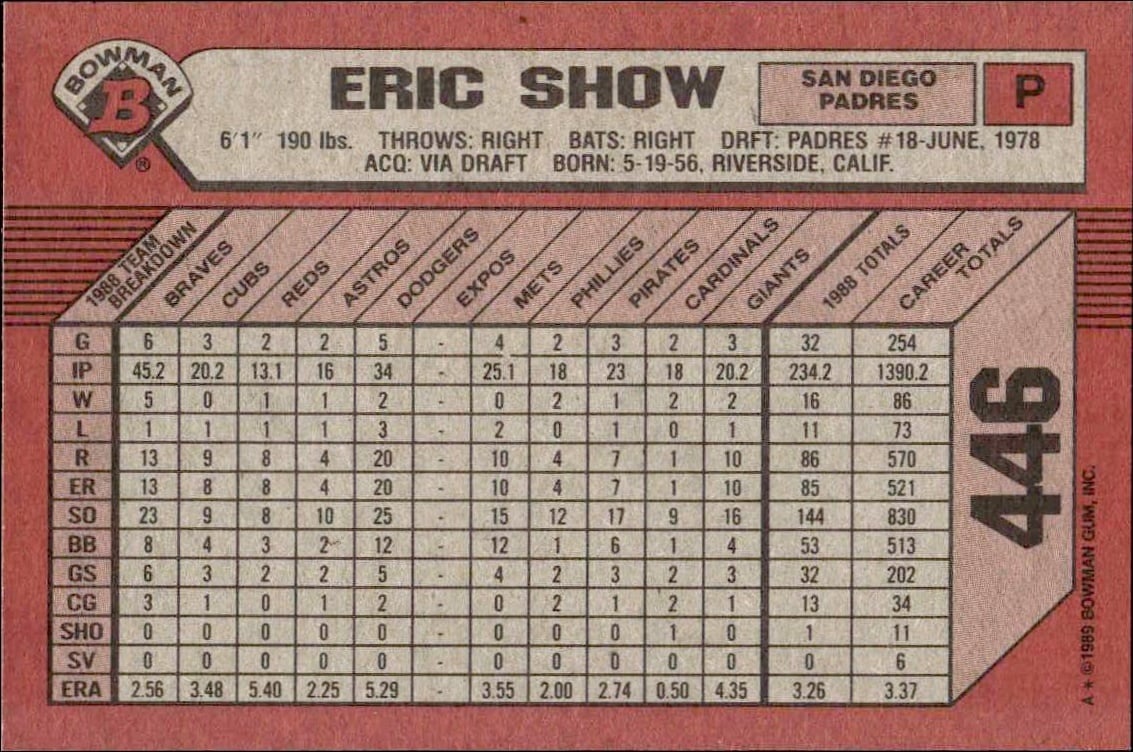 BOWMAN
B
®
ERIC SHOW
SAN DIEGO
PADRES
P
6'1" 190 lbs. THROWS: RIGHT BATS: RIGHT DRFT: PADRES #18-JUNE, 1978
ACQ: VIA DRAFT BORN: 5-19-56, RIVERSIDE, CALIF.
1988 TEAM BREAKDOWN BRAVES CUBS REDS ASTROS DODGERS EXPOS METS PHILLIES PIRATES CARDINALS GIANTS 1988 TOTALS CAREER TOTALS
G 6 3 2 2 5 - 4 2 3 2 3 32 254
IP 45.2 20.2 13.1 16 34 - 25.1 18 23 18 20.2 234.2 1390.2
W 5 0 1 1 2 - 0 2 1 2 2 16 86
L 1 1 1 1 3 - 2 0 1 0 1 11 73
R 13 9 8 4 20 - 10 4 7 1 10 86 570
ER 13 8 8 4 20 - 10 4 7 1 10 85 521
SO 23 9 8 10 25 - 15 12 17 9 16 144 830
BB 8 4 3 2 12 - 12 1 6 1 4 53 513
GS 6 3 2 2 5 - 4 2 3 2 3 32 202
CG 3 1 0 1 2 - 0 2 1 2 1 13 34
SHO 0 0 0 0 0 - 0 0 0 1 0 1 11
SV 0 0 0 0 0 - 0 0 0 0 0 0 6
ERA 2.56 3.48 5.40 2.25 5.29 - 3.55 2.00 2.74 0.50 4.35 3.26 3.37
446
A * ©1989 BOWMAN GUM, INC.